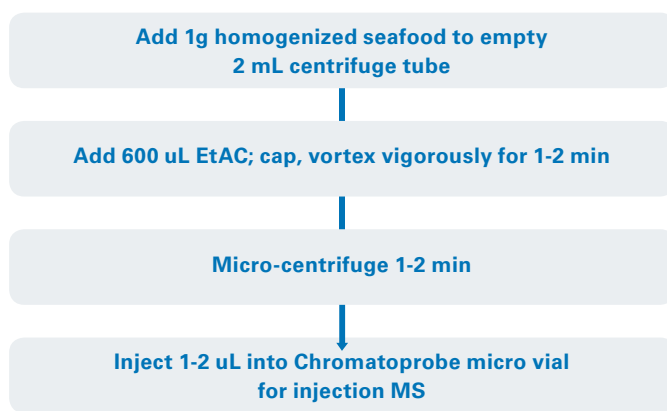 Add 1g homogenized seafood to empty
2 mL centrifuge tube
Add 600 uL EtAC; cap, vortex vigorously for 1-2 min
Micro-centrifuge 1-2 min
Inject 1-2 uL into Chromatoprobe micro vial
for injection MS